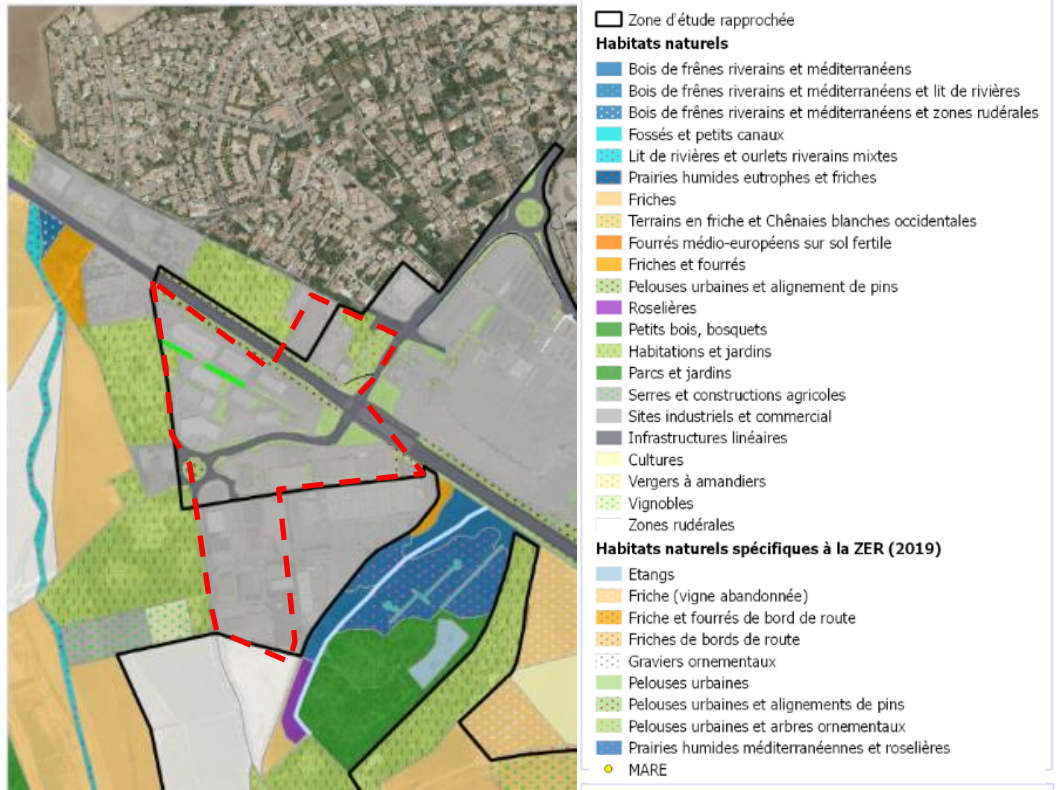 Zone d'étude rapprochée
Habitats naturels
Bois de frênes riverains et méditerranéens
Bois de frênes riverains et méditerranéens et lit de rivières
Bois de frênes riverains et méditerranéens et zones rudérales
Fossés et petits canaux
Lit de rivières et ourlets riverains mixtes
Prairies humides eutrophes et friches
Friches
Terrains en friche et Chênaies blanches occidentales
Fourrés médio-européens sur sol fertile
Friches et fourrés
Pelouses urbaines et alignement de pins
Roselières
Petits bois, bosquets
Habitations et jardins
Parcs et jardins
Serres et constructions agricoles
Sites industriels et commercial
Infrastructures linéaires
Cultures
Vergers à amandiers
Vignobles
Zones rudérales
Habitats naturels spécifiques à la ZER (2019)
Etangs
Friche (vigne abandonnée)
Friche et fourrés de bord de route
Friches de bords de route
Graviers ornementaux
Pelouses urbaines
Pelouses urbaines et alignements de pins
Pelouses urbaines et arbres ornementaux
Prairies humides méditerranéennes et roselières
MARE